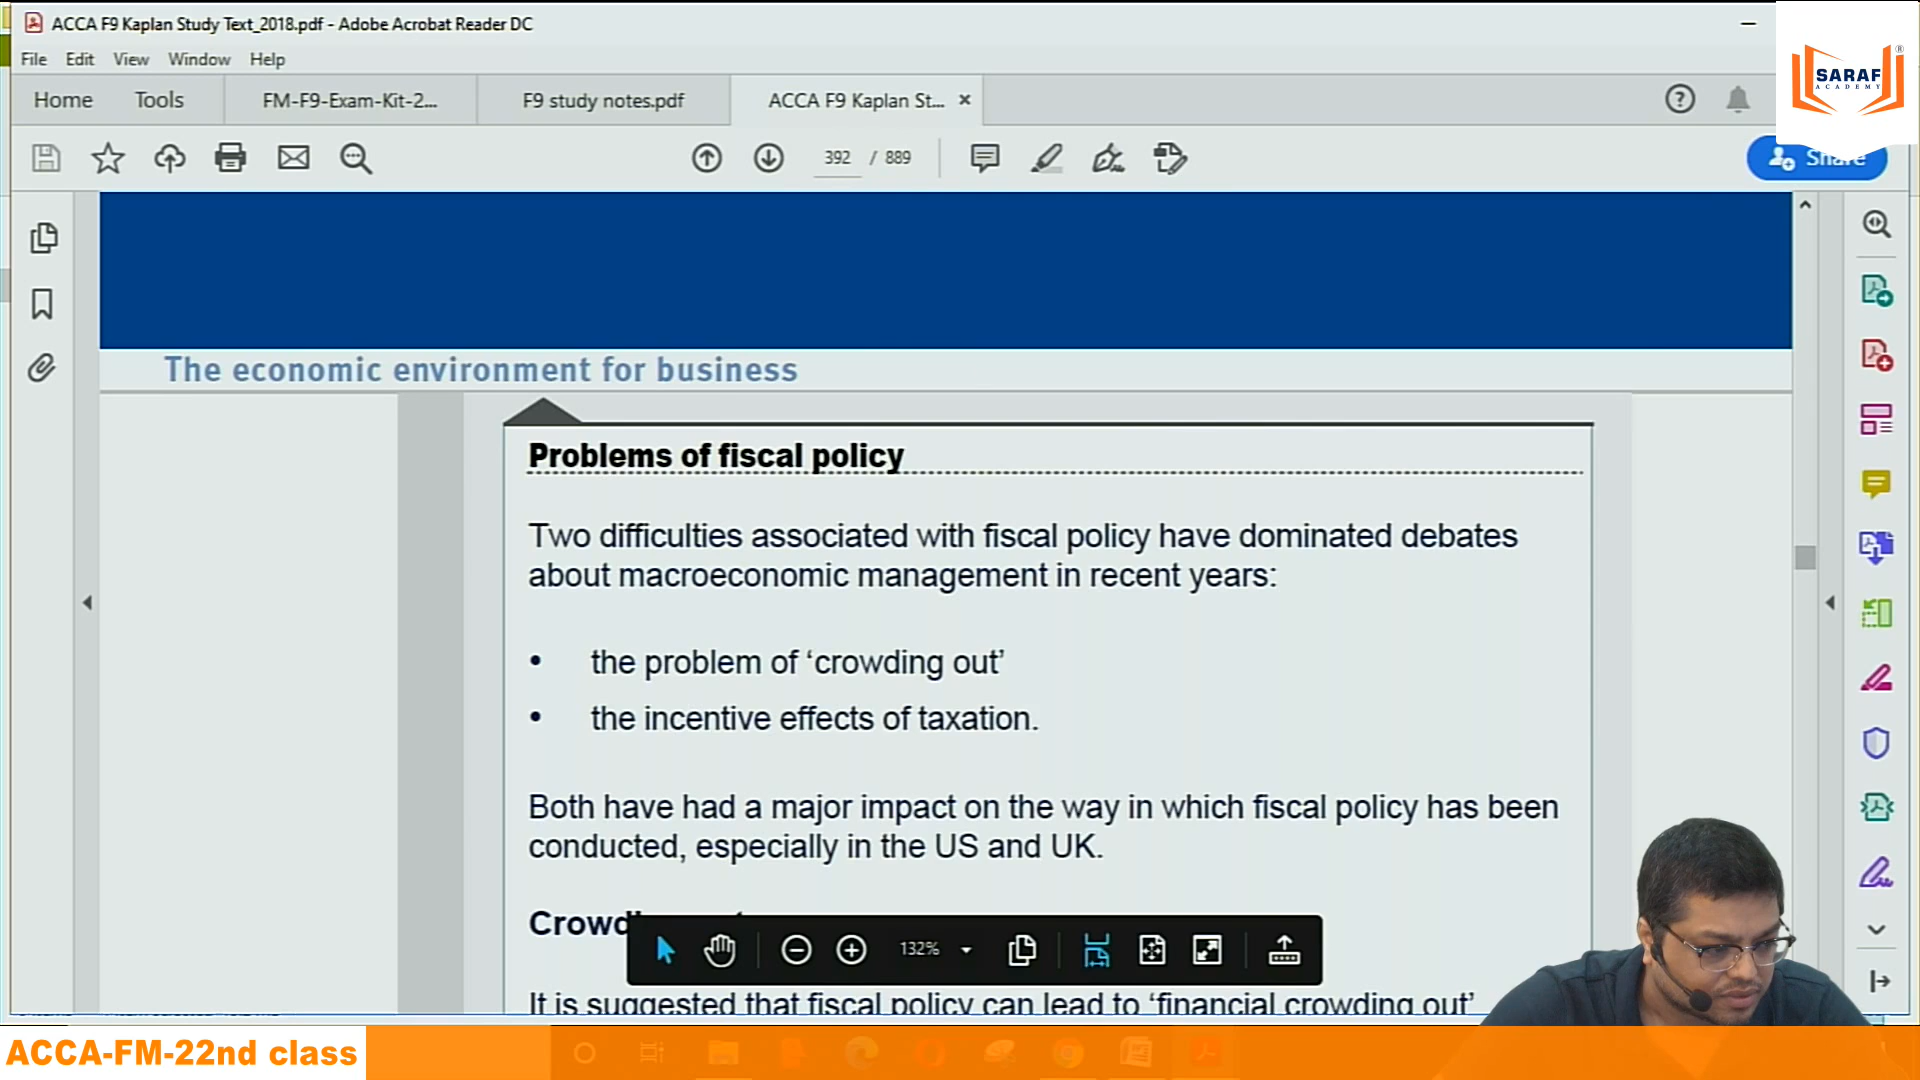 ACCA F9 Kaplan Study Text_2018.pdf - Adobe Acrobat Reader DC
File Edit View Window Help
Home Tools FM-F9-Exam-Kit-2... F9 study notes.pdf ACCA F9 Kaplan St...
SARAF
ACADEMY
392 / 889
Share
The economic environment for business
Problems of fiscal policy
Two difficulties associated with fiscal policy have dominated debates
about macroeconomic management in recent years:
• the problem of ‘crowding out’
• the incentive effects of taxation.
Both have had a major impact on the way in which fiscal policy has been
conducted, especially in the US and UK.
132%
It is suggested that fiscal policy can lead to ‘financial crowding out’
ACCA-FM-22nd class